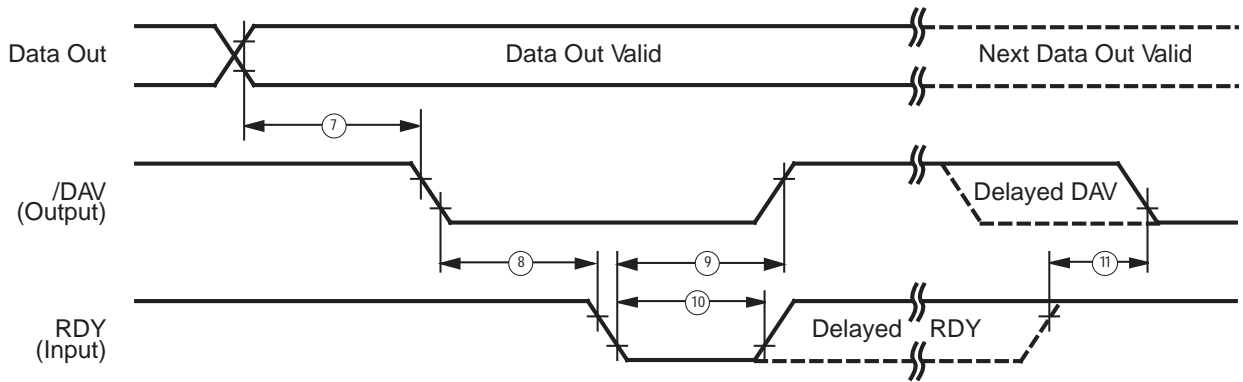 Data Out
Data Out Valid
Next Data Out Valid
7
/DAV
(Output)
Delayed DAV
8
9
11
10
RDY
(Input)
Delayed RDY